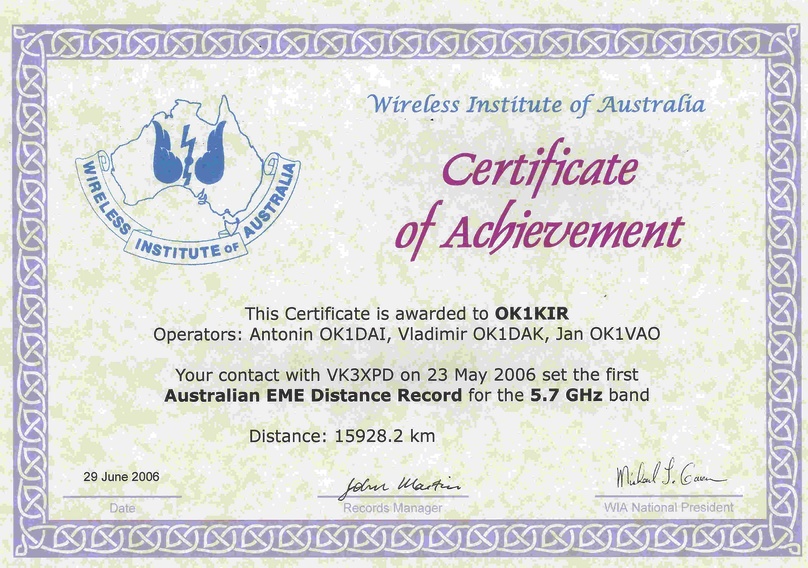 WIRELESS INSTITUTE OF AUSTRALIA
Wireless Institute of Australia
Certificate
of Achievement
This Certificate is awarded to OK1KIR
Operators: Antonin OK1DAI, Vladimir OK1DAK, Jan OK1VAO
Your contact with VK3XPD on 23 May 2006 set the first
Australian EME Distance Record for the 5.7 GHz band
Distance: 15928.2 km
29 June 2006
John Martin
Date
Records Manager
WIA National President